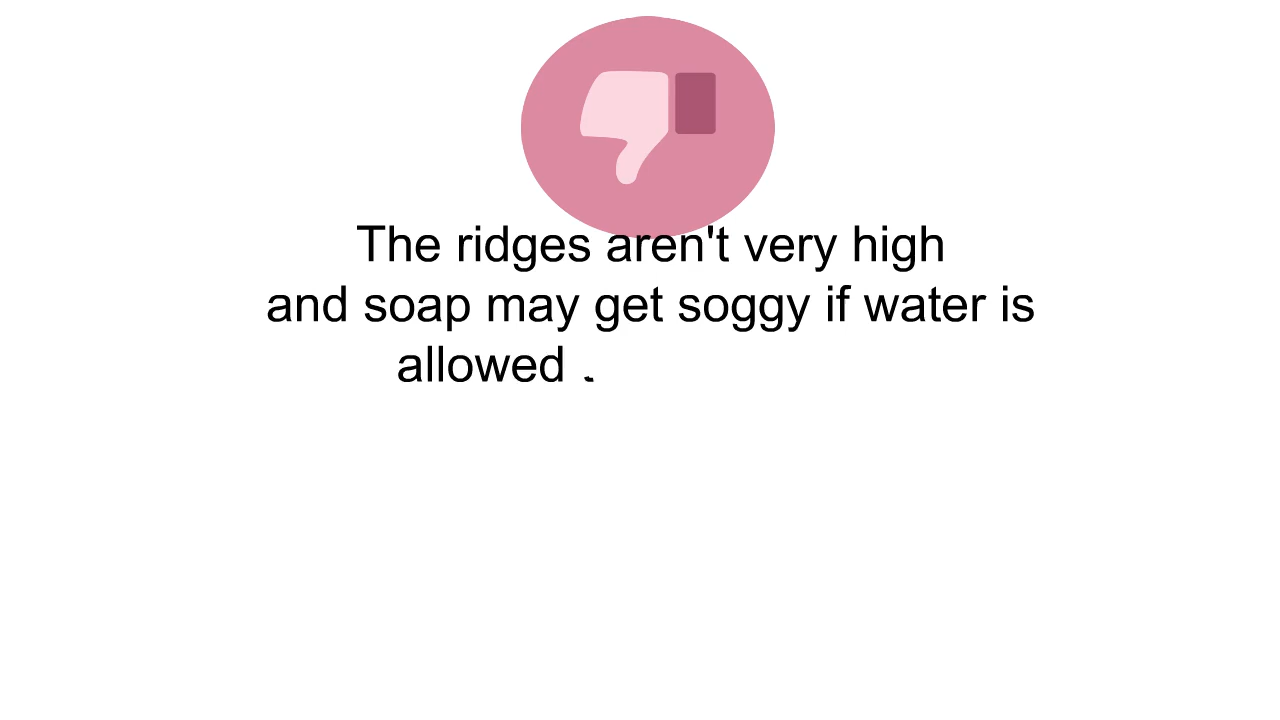 The ridges aren't very high
and soap may get soggy if water is
allowed